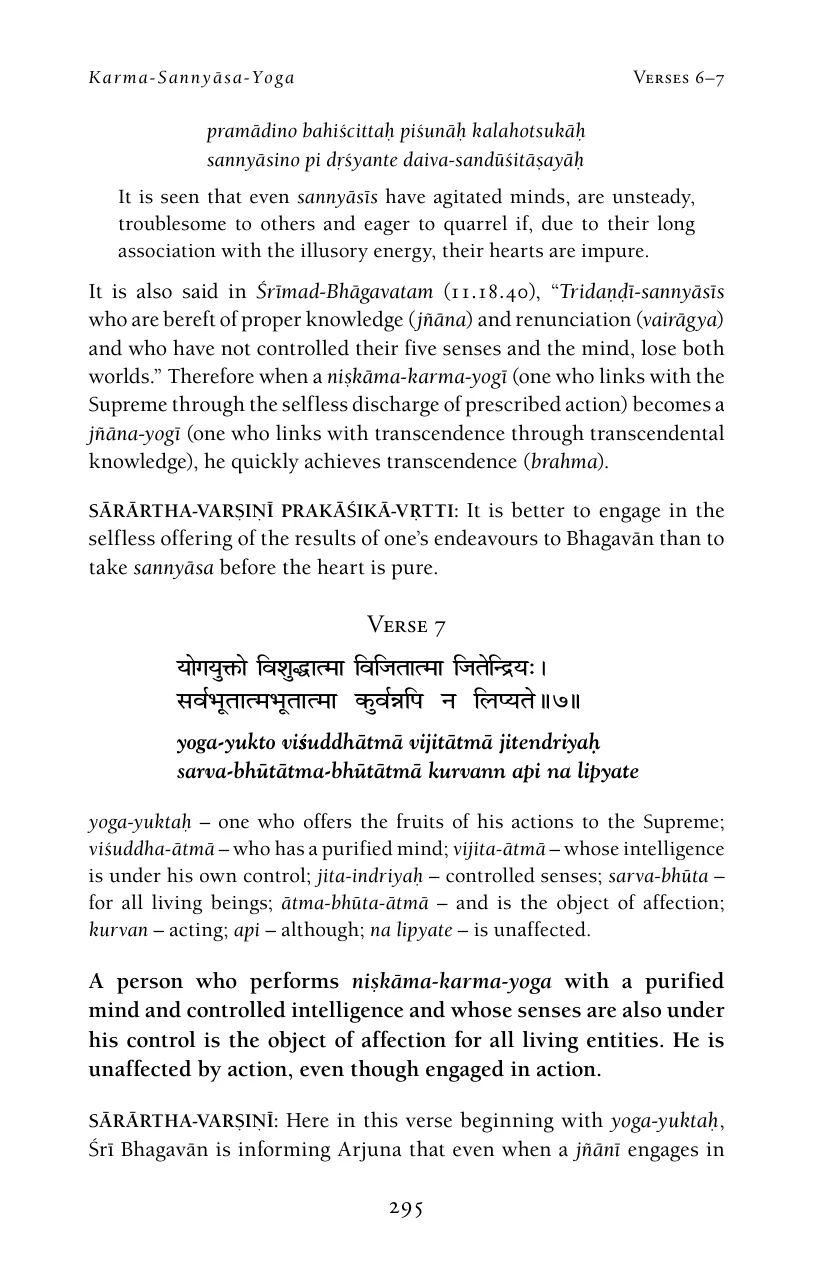 Karma-Sannyāsa-Yoga Verses 6–7
pramādino bahiścittaḥ piśunāḥ kalahotsukāḥ
sannyāsino pi dṛśyante daiva-sandūśitāṣayāḥ
It is seen that even sannyāsīs have agitated minds, are unsteady,
troublesome to others and eager to quarrel if, due to their long
association with the illusory energy, their hearts are impure.
It is also said in Śrīmad-Bhāgavatam (11.18.40), “Tridaṇḍī-sannyāsīs
who are bereft of proper knowledge (jñāna) and renunciation (vairāgya)
and who have not controlled their five senses and the mind, lose both
worlds.” Therefore when a niṣkāma-karma-yogī (one who links with the
Supreme through the selfless discharge of prescribed action) becomes a
jñāna-yogī (one who links with transcendence through transcendental
knowledge), he quickly achieves transcendence (brahma).
SĀRĀRTHA-VARṢIṆĪ PRAKĀŚIKĀ-VṚTTI: It is better to engage in the
selfless offering of the results of one’s endeavours to Bhagavān than to
take sannyāsa before the heart is pure.
Verse 7
योगयुक्तो विशुद्धात्मा विजितात्मा जितेन्द्रियः।
सर्वभूतात्मभूतात्मा कुर्वन्नपि न लिप्यते॥७॥
yoga-yukto viśuddhātmā vijitātmā jitendriyaḥ
sarva-bhūtātma-bhūtātmā kurvann api na lipyate
yoga-yuktaḥ – one who offers the fruits of his actions to the Supreme;
viśuddha-ātmā – who has a purified mind; vijita-ātmā – whose intelligence
is under his own control; jita-indriyaḥ – controlled senses; sarva-bhūta –
for all living beings; ātma-bhūta-ātmā – and is the object of affection;
kurvan – acting; api – although; na lipyate – is unaffected.
A person who performs niṣkāma-karma-yoga with a purified
mind and controlled intelligence and whose senses are also under
his control is the object of affection for all living entities. He is
unaffected by action, even though engaged in action.
SĀRĀRTHA-VARṢIṆĪ: Here in this verse beginning with yoga-yuktaḥ,
Śrī Bhagavān is informing Arjuna that even when a jñānī engages in
295